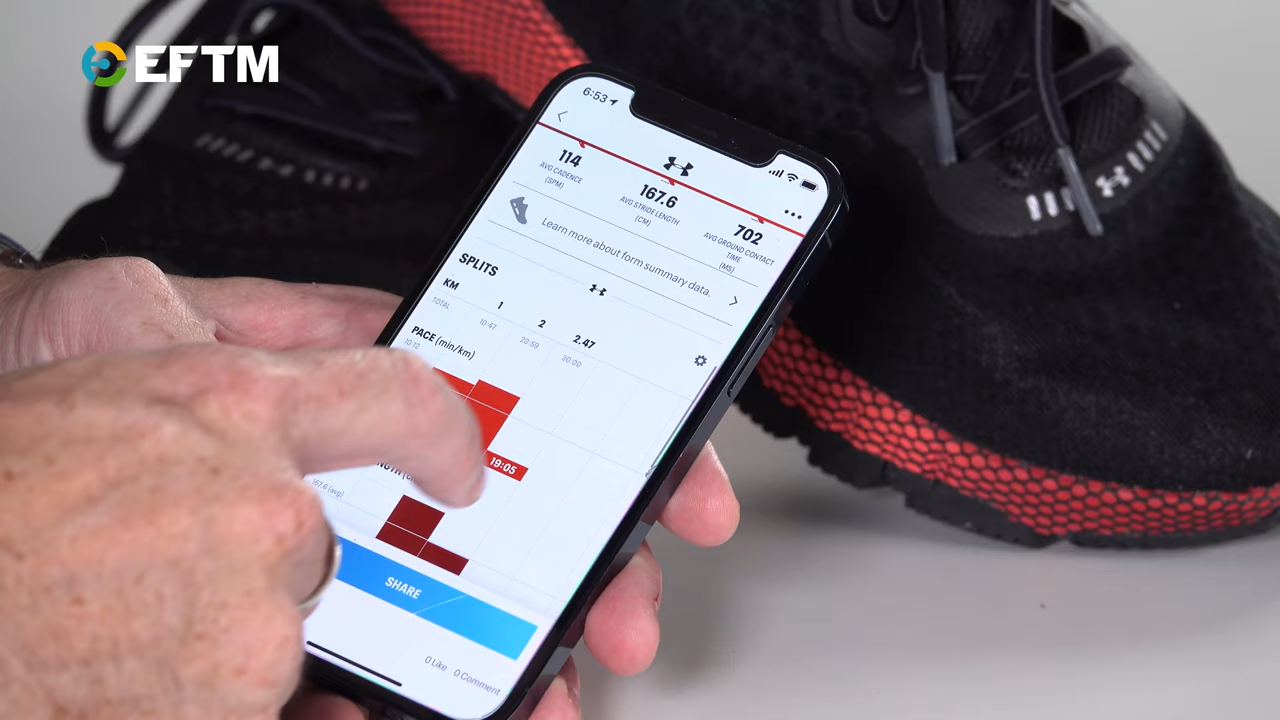 EFTM
6:53
114
AVG CADENCE
(SPM)
167.6
AVG STRIDE LENGTH
(CM)
702
AVG GROUND CONTACT
TIME
(MS)
Learn more about form summary data.
SPLITS
KM
1
2
2.47
TOTAL
10:47
20:59
30:00
PACE (min/km)
10:12
19:05
167.6 (avg)
SHARE
0 Like
0 Comment